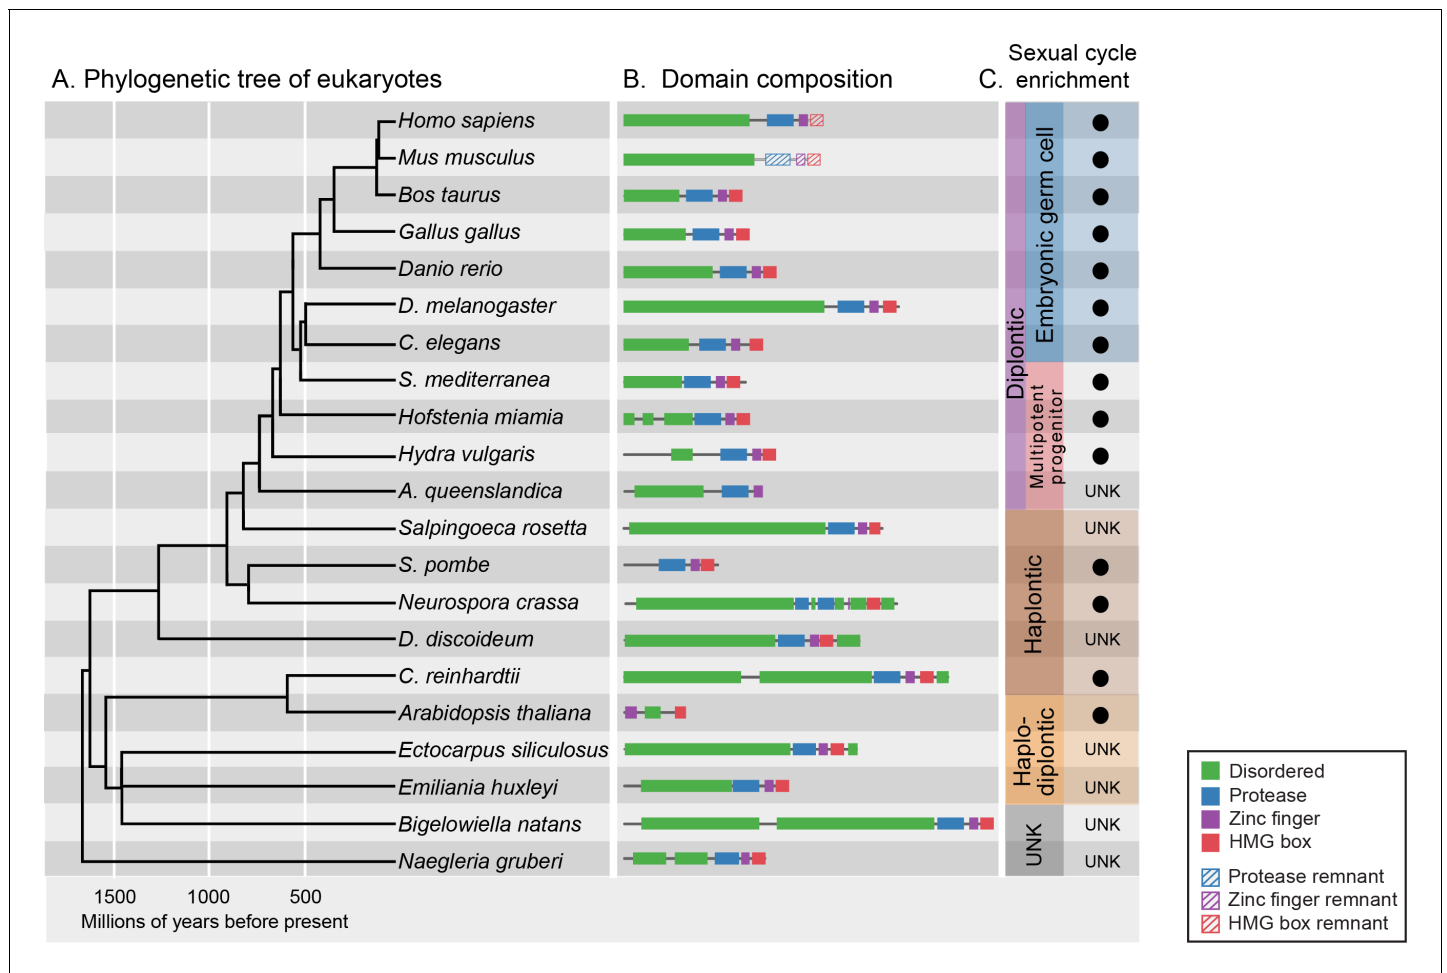 A. Phylogenetic tree of eukaryotes
B. Domain composition
C.
Sexual cycle
enrichment
Homo sapiens
Mus musculus
Bos taurus
Gallus gallus
Danio rerio
D. melanogaster
C. elegans
S. mediterranea
Hofstenia miamia
Hydra vulgaris
A. queenslandica
UNK
Salpingoeca rosetta
UNK
S. pombe
Neurospora crassa
D. discoideum
UNK
C. reinhardtii
Arabidopsis thaliana
Ectocarpus siliculosus
UNK
Emiliania huxleyi
UNK
Bigelowiella natans
UNK
Naegleria gruberi
UNK
Diplontic
Embryonic germ cell
Multipotent
progenitor
Haplontic
Haplo-
diplontic
UNK
1500 1000 500
Millions of years before present
Disordered
Protease
Zinc finger
HMG box
Protease remnant
Zinc finger remnant
HMG box remnant